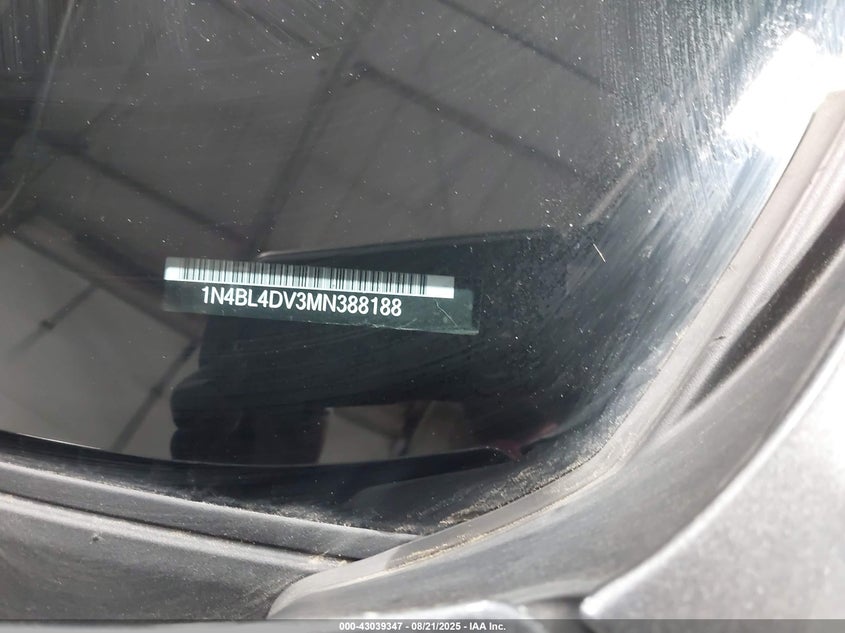 1N4BL4DV3MN388188
000-43039347 / 08/21/2025 - IAA Inc.